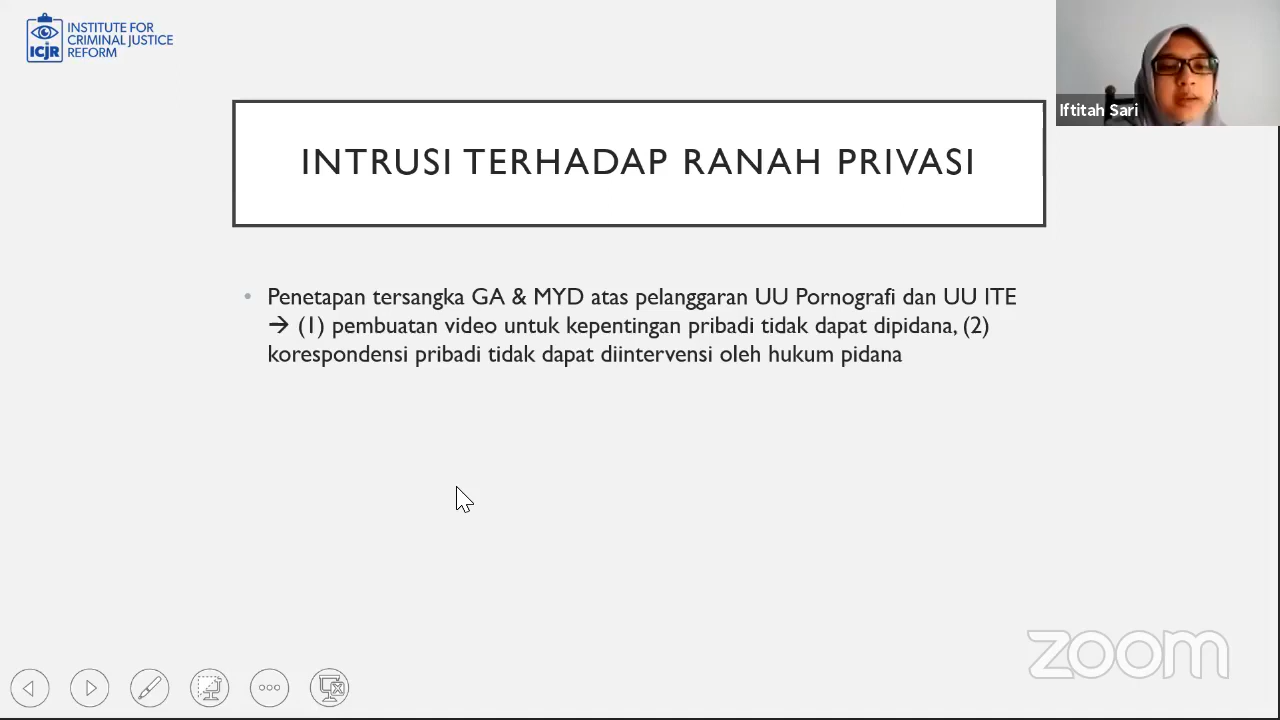 ICJR
INSTITUTE FOR
CRIMINAL JUSTICE
REFORM
Iftitah Sari
INTRUSI TERHADAP RANAH PRIVASI
• Penetapan tersangka GA & MYD atas pelanggaran UU Pornografi dan UU ITE
→ (1) pembuatan video untuk kepentingan pribadi tidak dapat dipidana, (2)
korespondensi pribadi tidak dapat diintervensi oleh hukum pidana
zoom